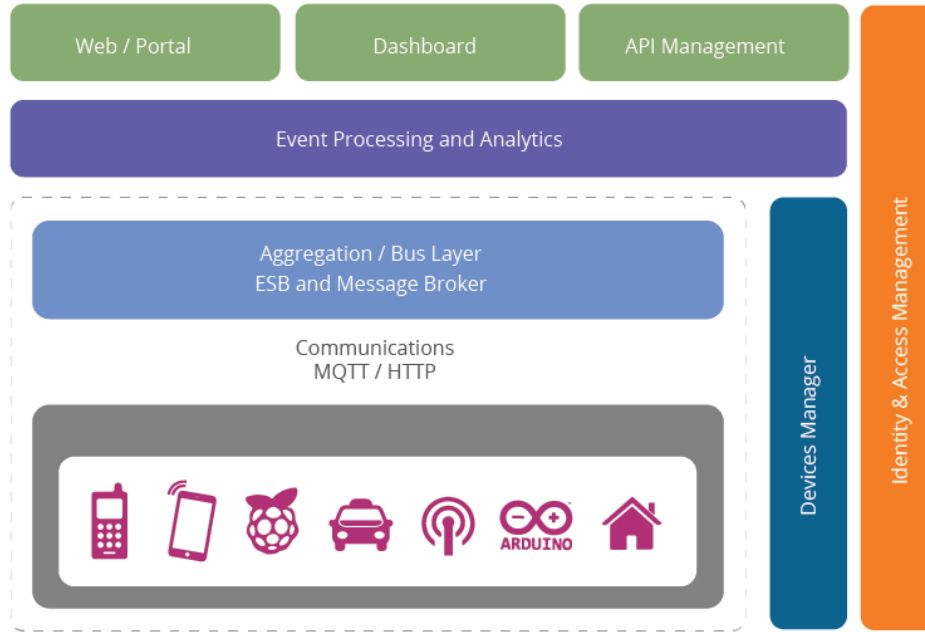 Web / Portal
Dashboard
API Management
Event Processing and Analytics
Aggregation / Bus Layer
ESB and Message Broker
Communications
MQTT / HTTP
ARDUINO
Devices Manager
Identity & Access Management